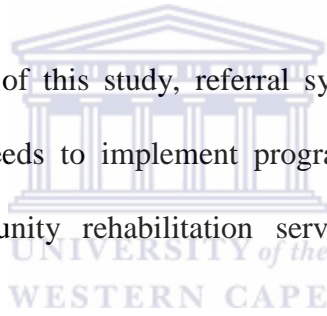 of this study, referral sy
eeds to implement progra
unity rehabilitation serv
UNIVERSITY of the
WESTERN CAPE